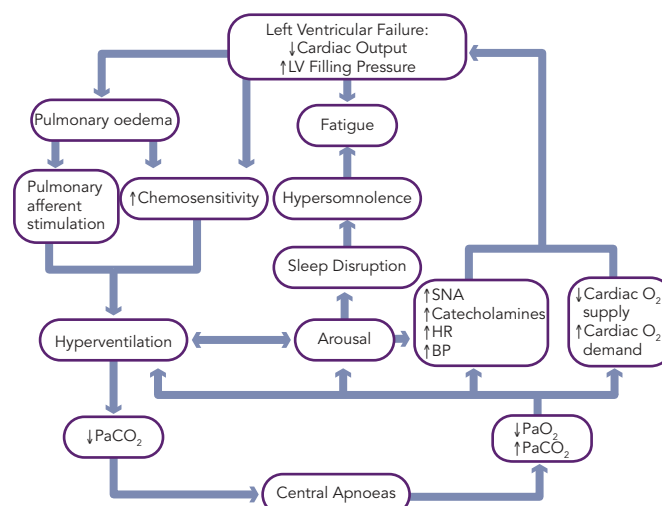 Left Ventricular Failure:
↓Cardiac Output
↑LV Filling Pressure
Pulmonary oedema
Fatigue
Pulmonary
afferent
stimulation
↑Chemosensitivity
Hypersomnolence
Sleep Disruption
↑SNA
↑Catecholamines
↑HR
↑BP
↓Cardiac O₂
supply
↑Cardiac O₂
demand
Hyperventilation
Arousal
↓PaCO₂
↓PaO₂
↑PaCO₂
Central Apnoeas